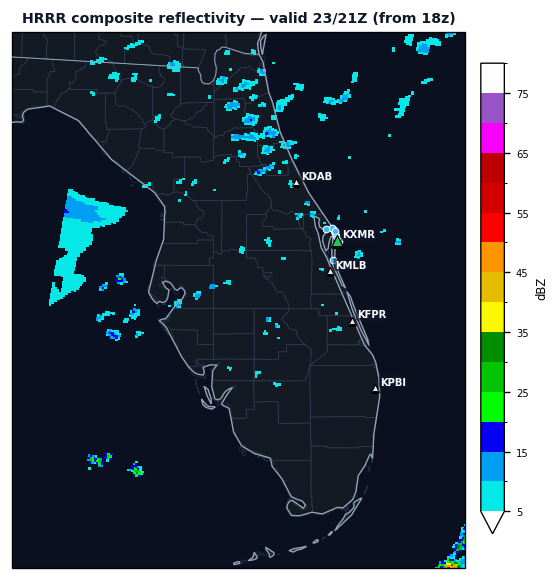 HRRR composite reflectivity — valid 23/21Z (from 18z)
75
65
KDAB
55
KXMR
45
KMLB
dBZ
KFPR
35
KPBI
25
15
5